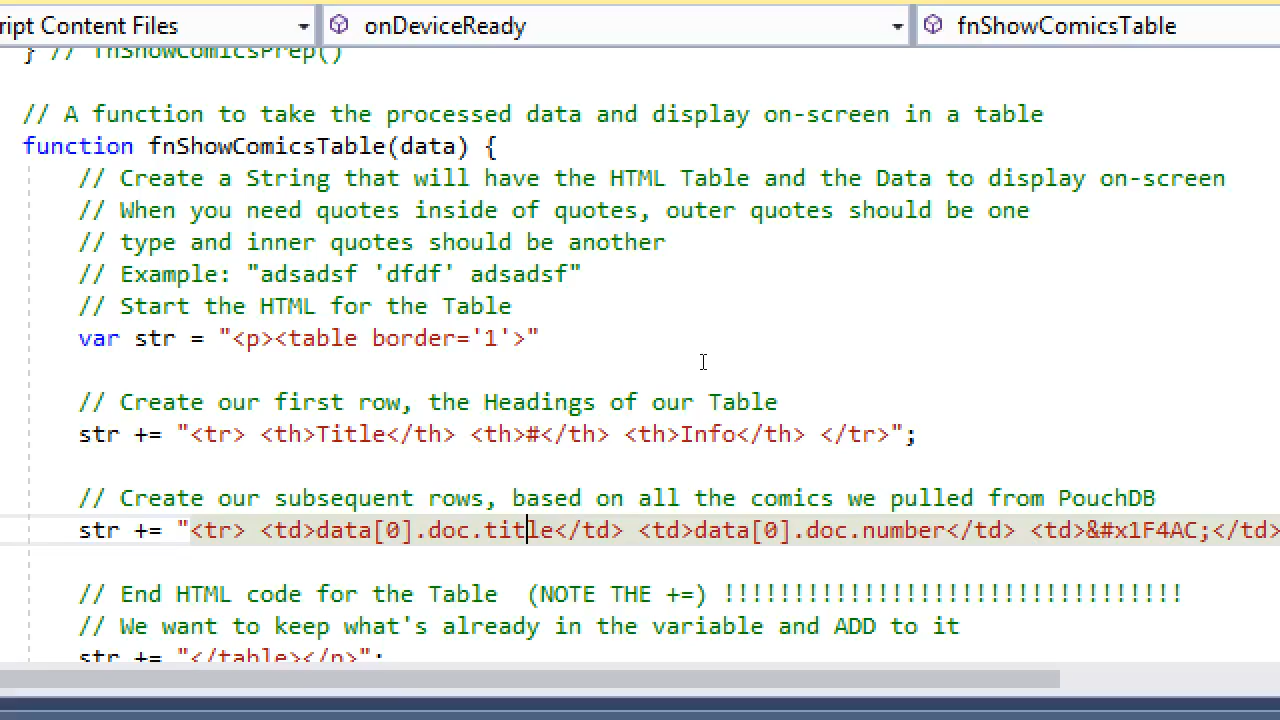 ript Content Files onDeviceReady fnShowComicsTable
} // fnShowComicsPrep()
// A function to take the processed data and display on-screen in a table
function fnShowComicsTable(data) {
// Create a String that will have the HTML Table and the Data to display on-screen
// When you need quotes inside of quotes, outer quotes should be one
// type and inner quotes should be another
// Example: "adsadsf 'dfdf' adsadsf"
// Start the HTML for the Table
var str = "<p><table border='1'>"
// Create our first row, the Headings of our Table
str += "<tr> <th>Title</th> <th>#</th> <th>Info</th> </tr>";
// Create our subsequent rows, based on all the comics we pulled from PouchDB
str += "<tr> <td>data[0].doc.title</td> <td>data[0].doc.number</td> <td>&#x1F4AC;</td>
// End HTML code for the Table  (NOTE THE +=) !!!!!!!!!!!!!!!!!!!!!!!!!!!!!!!!!
// We want to keep what's already in the variable and ADD to it
str += "</table></p>";